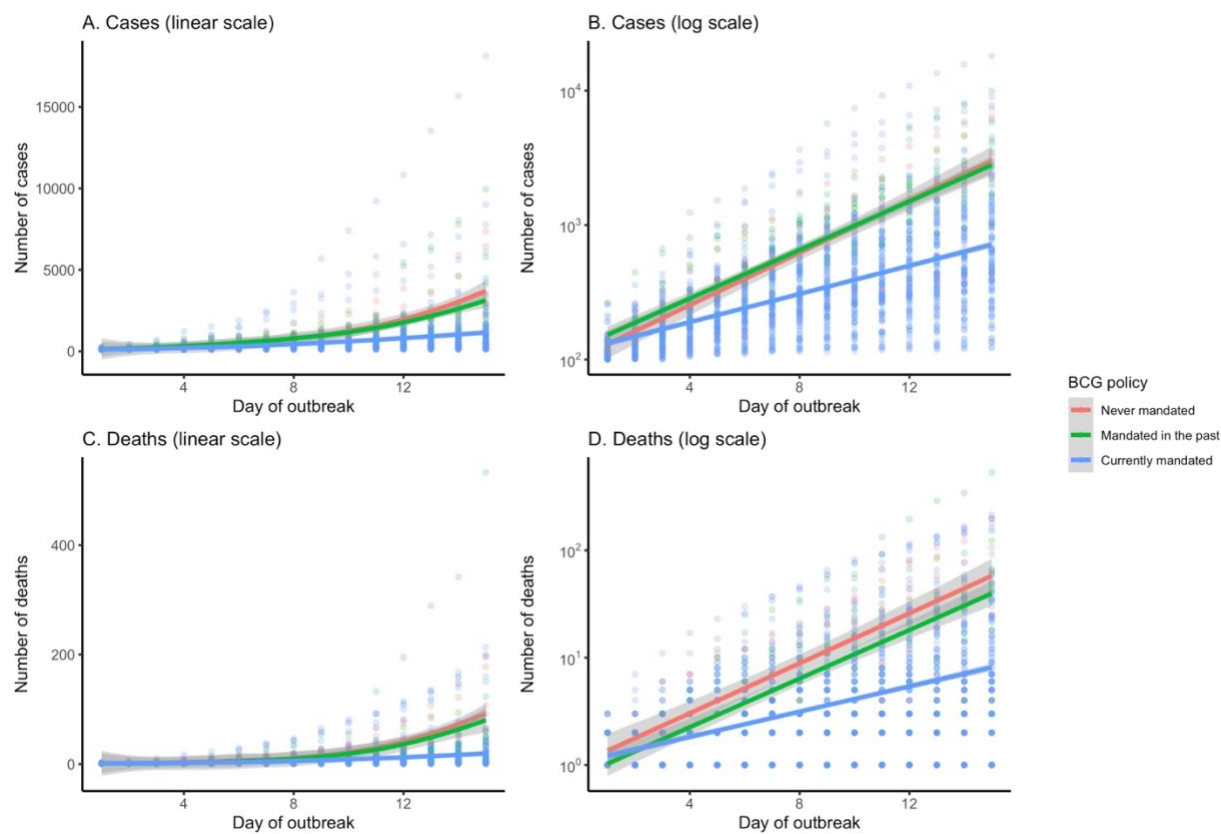 A. Cases (linear scale)
Number of cases
15000
10000
5000
0
4
8
12
Day of outbreak
B. Cases (log scale)
Number of cases
10⁴
10³
10²
4
8
12
Day of outbreak
C. Deaths (linear scale)
Number of deaths
400
200
0
4
8
12
Day of outbreak
D. Deaths (log scale)
Number of deaths
10²
10¹
10⁰
4
8
12
Day of outbreak
BCG policy
Never mandated
Mandated in the past
Currently mandated